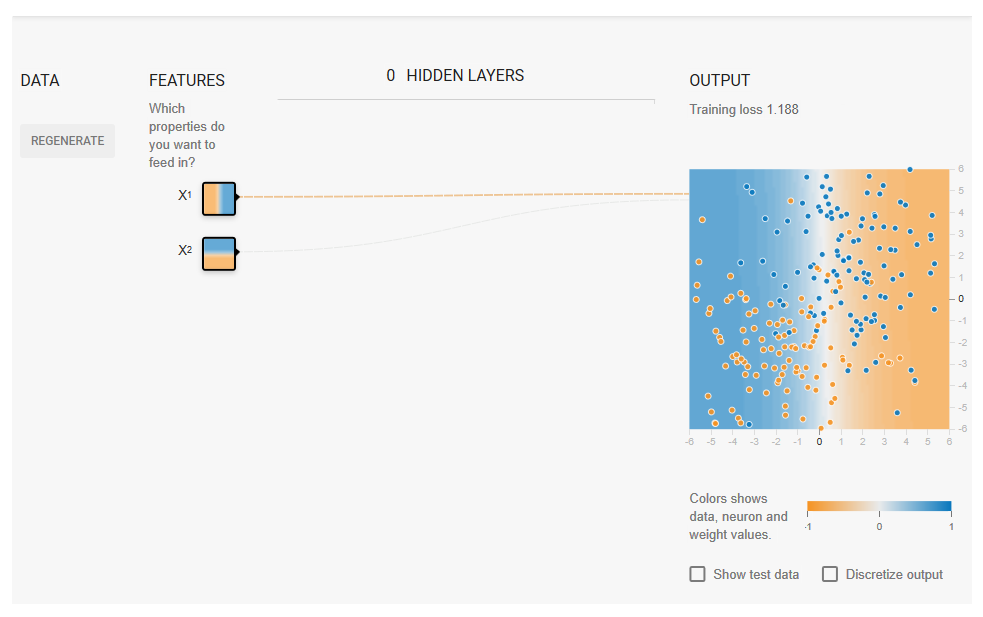 DATA
FEATURES
0 HIDDEN LAYERS
OUTPUT
Which
properties do
you want to
feed in?
Training loss 1.188
REGENERATE
X1
X2
6
5
4
3
2
1
0
-1
-2
-3
-4
-5
-6
-6 -5 -4 -3 -2 -1 0 1 2 3 4 5 6
Colors shows
data, neuron and
weight values.
-1 0 1
Show test data
Discretize output